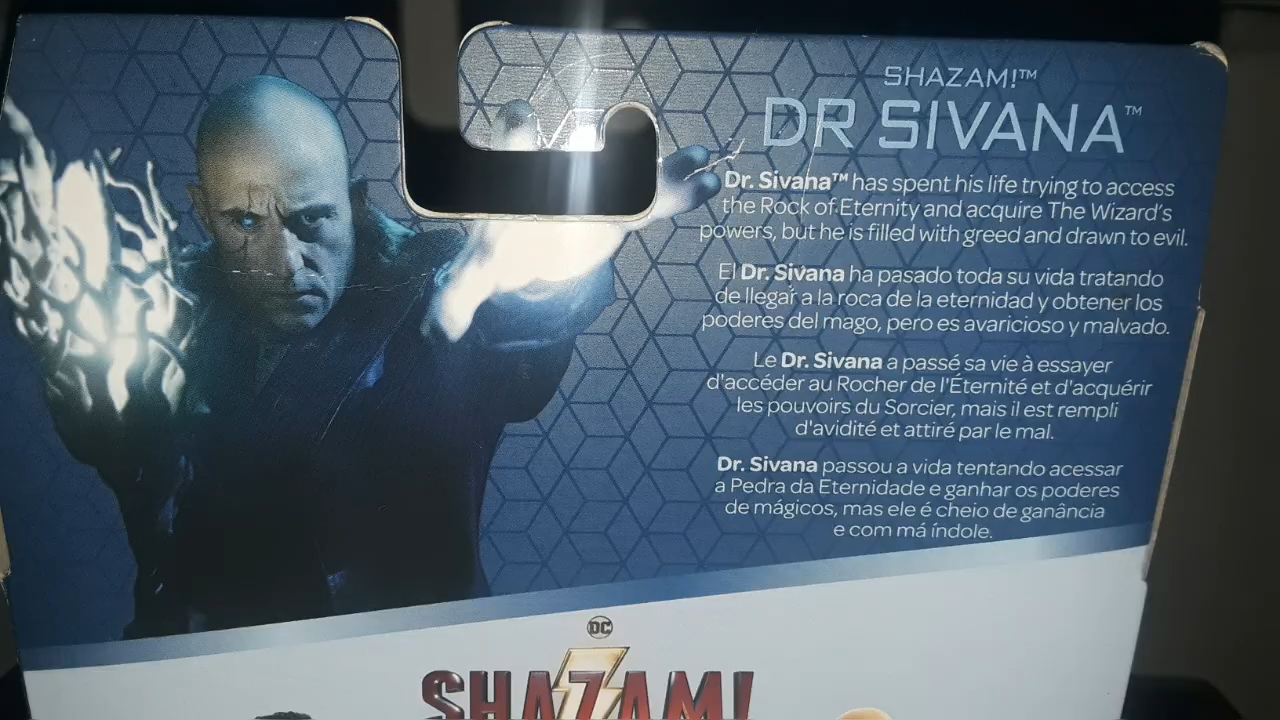 SHAZAM!™
DR SIVANA™
Dr. Sivana™ has spent his life trying to access
the Rock of Eternity and acquire The Wizard's
powers, but he is filled with greed and drawn to evil.
El Dr. Sivana ha pasado toda su vida tratando
de llegar a la roca de la eternidad y obtener los
poderes del mago, pero es avaricioso y malvado.
Le Dr. Sivana a passé sa vie à essayer
d'accéder au Rocher de l'Éternité et d'acquérir
les pouvoirs du Sorcier, mais il est rempli
d'avidité et attiré par le mal.
Dr. Sivana passou a vida tentando acessar
a Pedra da Eternidade e ganhar os poderes
de mágicos, mas ele é cheio de ganância
e com má índole.
DC
SHAZAM!